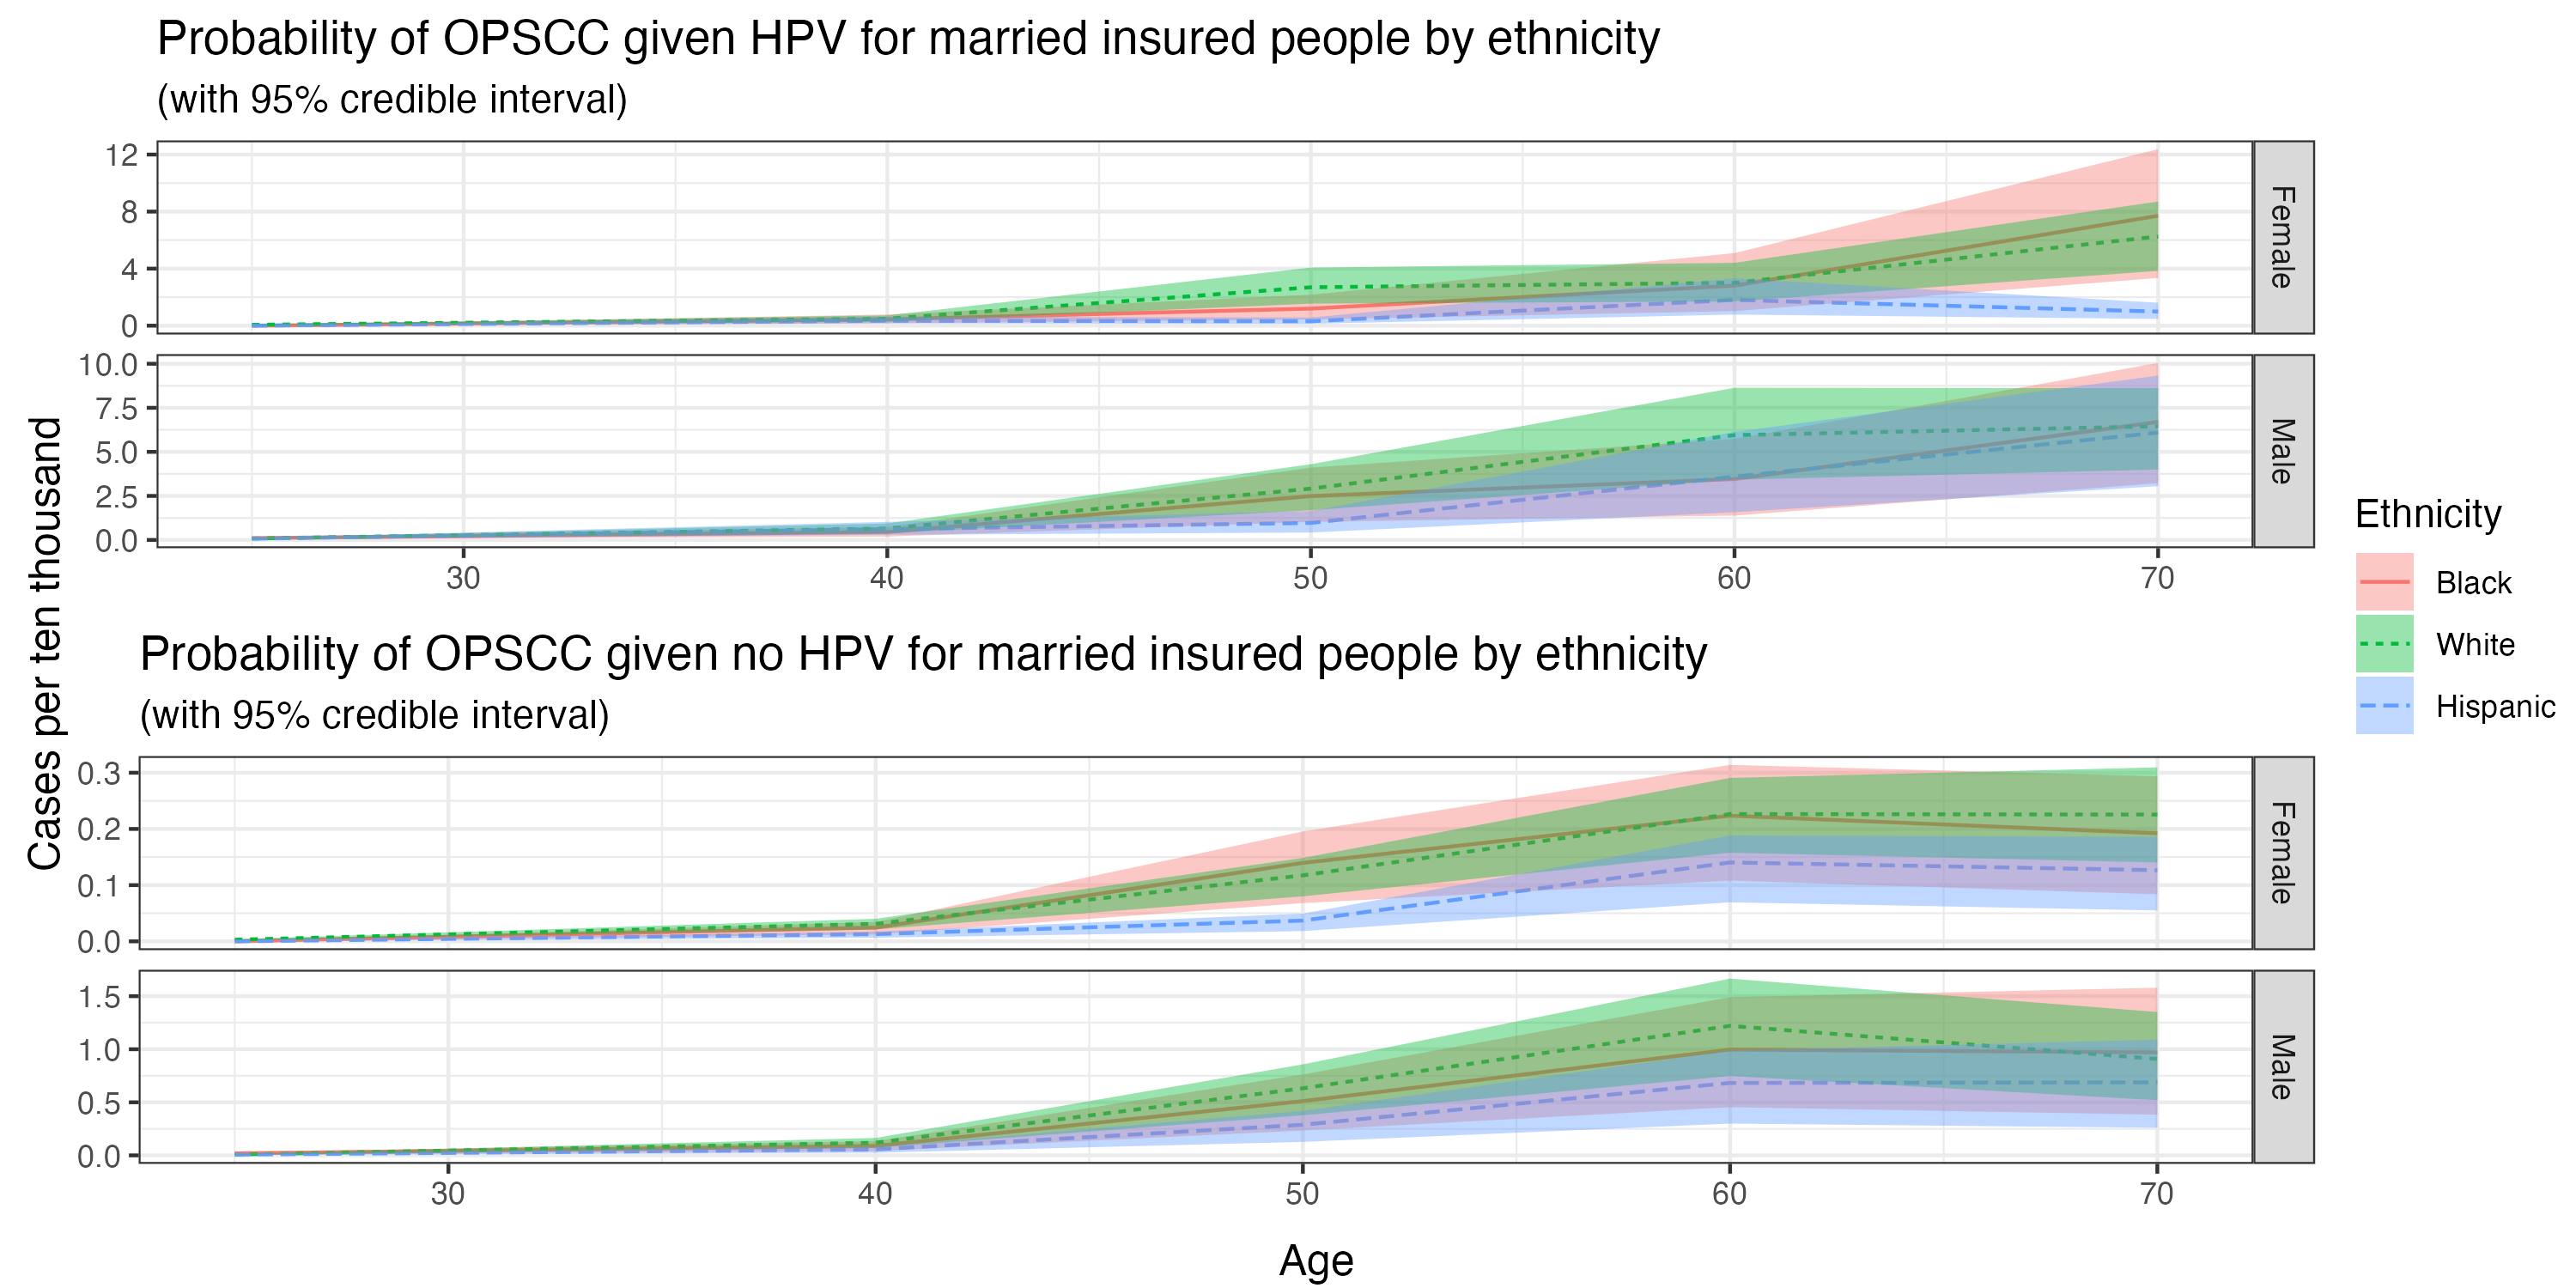 Probability of OPSCC given HPV for married insured people by ethnicity
(with 95% credible interval)
12
8
4
0
Female
10.0
7.5
5.0
2.5
0.0
Male
30 40 50 60 70
Cases per ten thousand
Probability of OPSCC given no HPV for married insured people by ethnicity
(with 95% credible interval)
0.3
0.2
0.1
0.0
Female
1.5
1.0
0.5
0.0
Male
30 40 50 60 70
Age
Ethnicity
Black
White
Hispanic